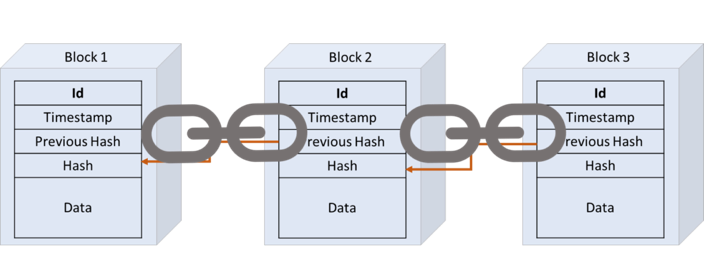 Block 1
Id
Timestamp
Previous Hash
Hash
Data
Block 2
Id
Timestamp
revious Hash
Hash
Data
Block 3
Id
Timestamp
revious Hash
Hash
Data